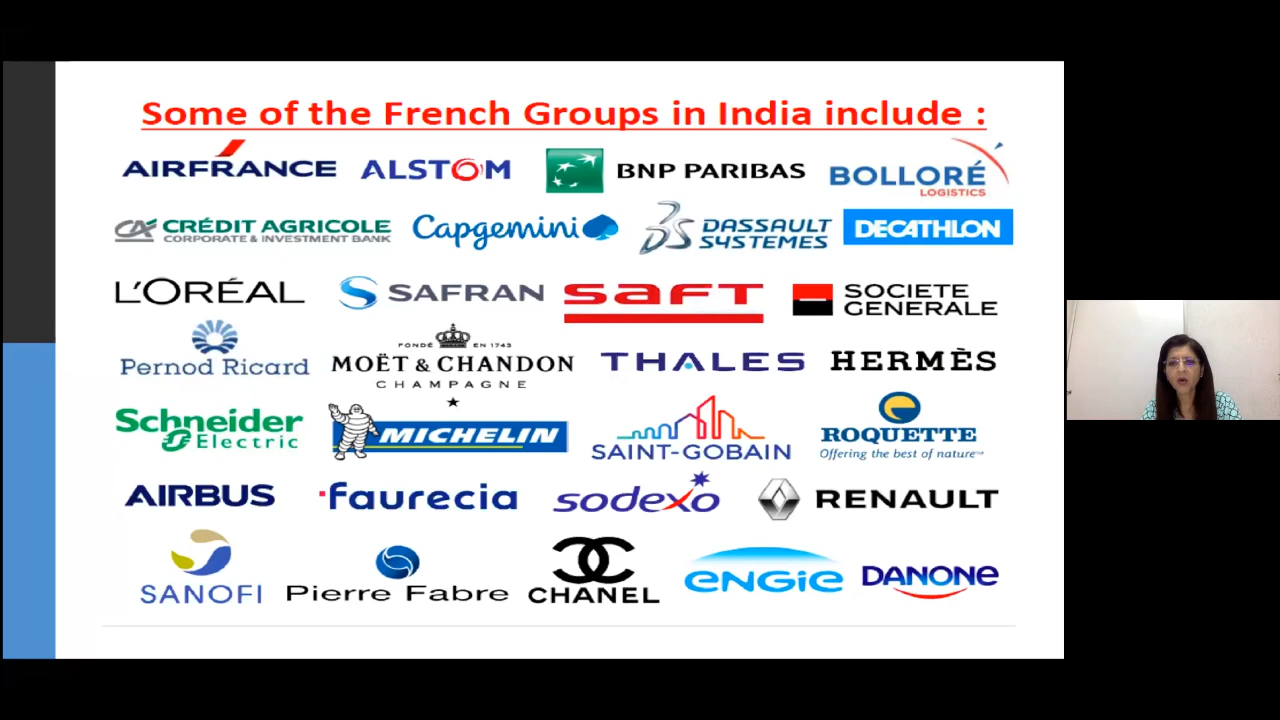 Some of the French Groups in India include :
AIRFRANCE
ALSTOM
BNP PARIBAS
BOLLORÉ
LOGISTICS
CRÉDIT AGRICOLE
CORPORATE & INVESTMENT BANK
Capgemini
DASSAULT
SYSTEMES
DECATHLON
L'ORÉAL
SAFRAN
SAFT
SOCIETE
GENERALE
Pernod Ricard
FONDÉ EN 1743
MOËT & CHANDON
CHAMPAGNE
THALES
HERMÈS
Schneider
Electric
MICHELIN
SAINT-GOBAIN
ROQUETTE
Offering the best of nature™
AIRBUS
faurecia
sodexo
RENAULT
SANOFI
Pierre Fabre
CHANEL
ENGIE
DANONE